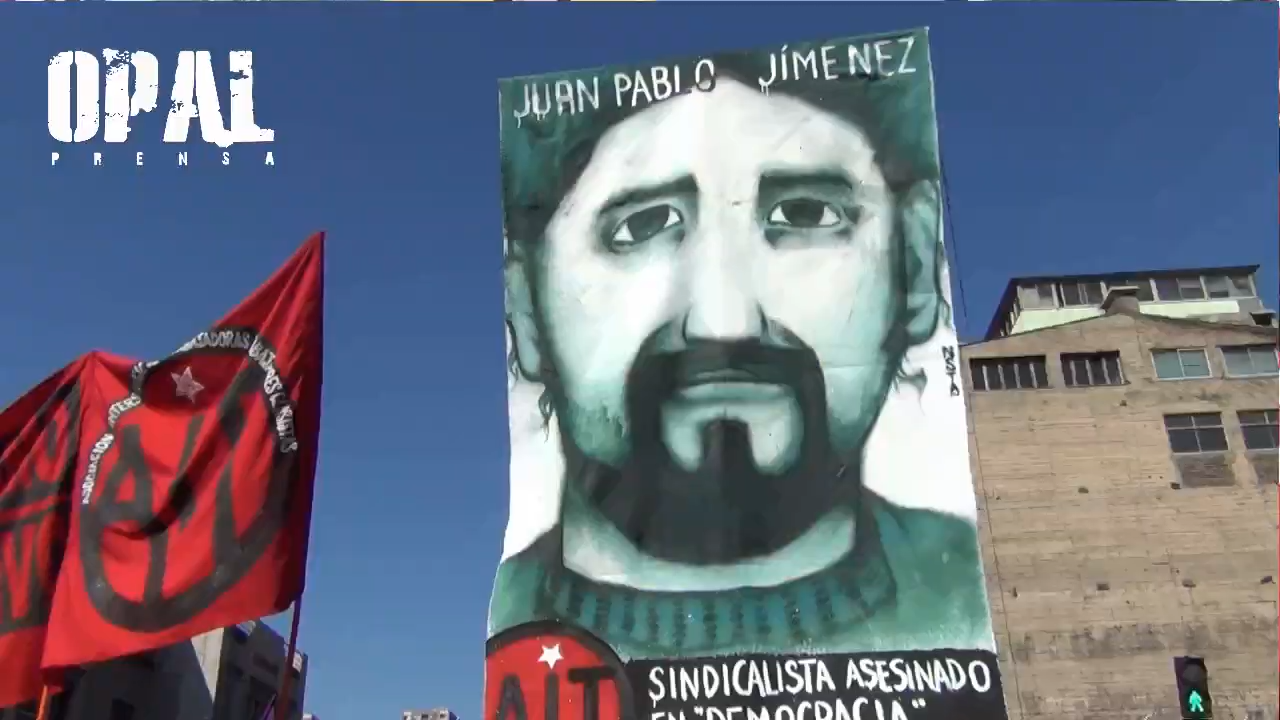 OPAL
PRENSA
JUAN PABLO JÍMENEZ
AIT
SINDICALISTA ASESINADO
EN "DEMOCRACIA"